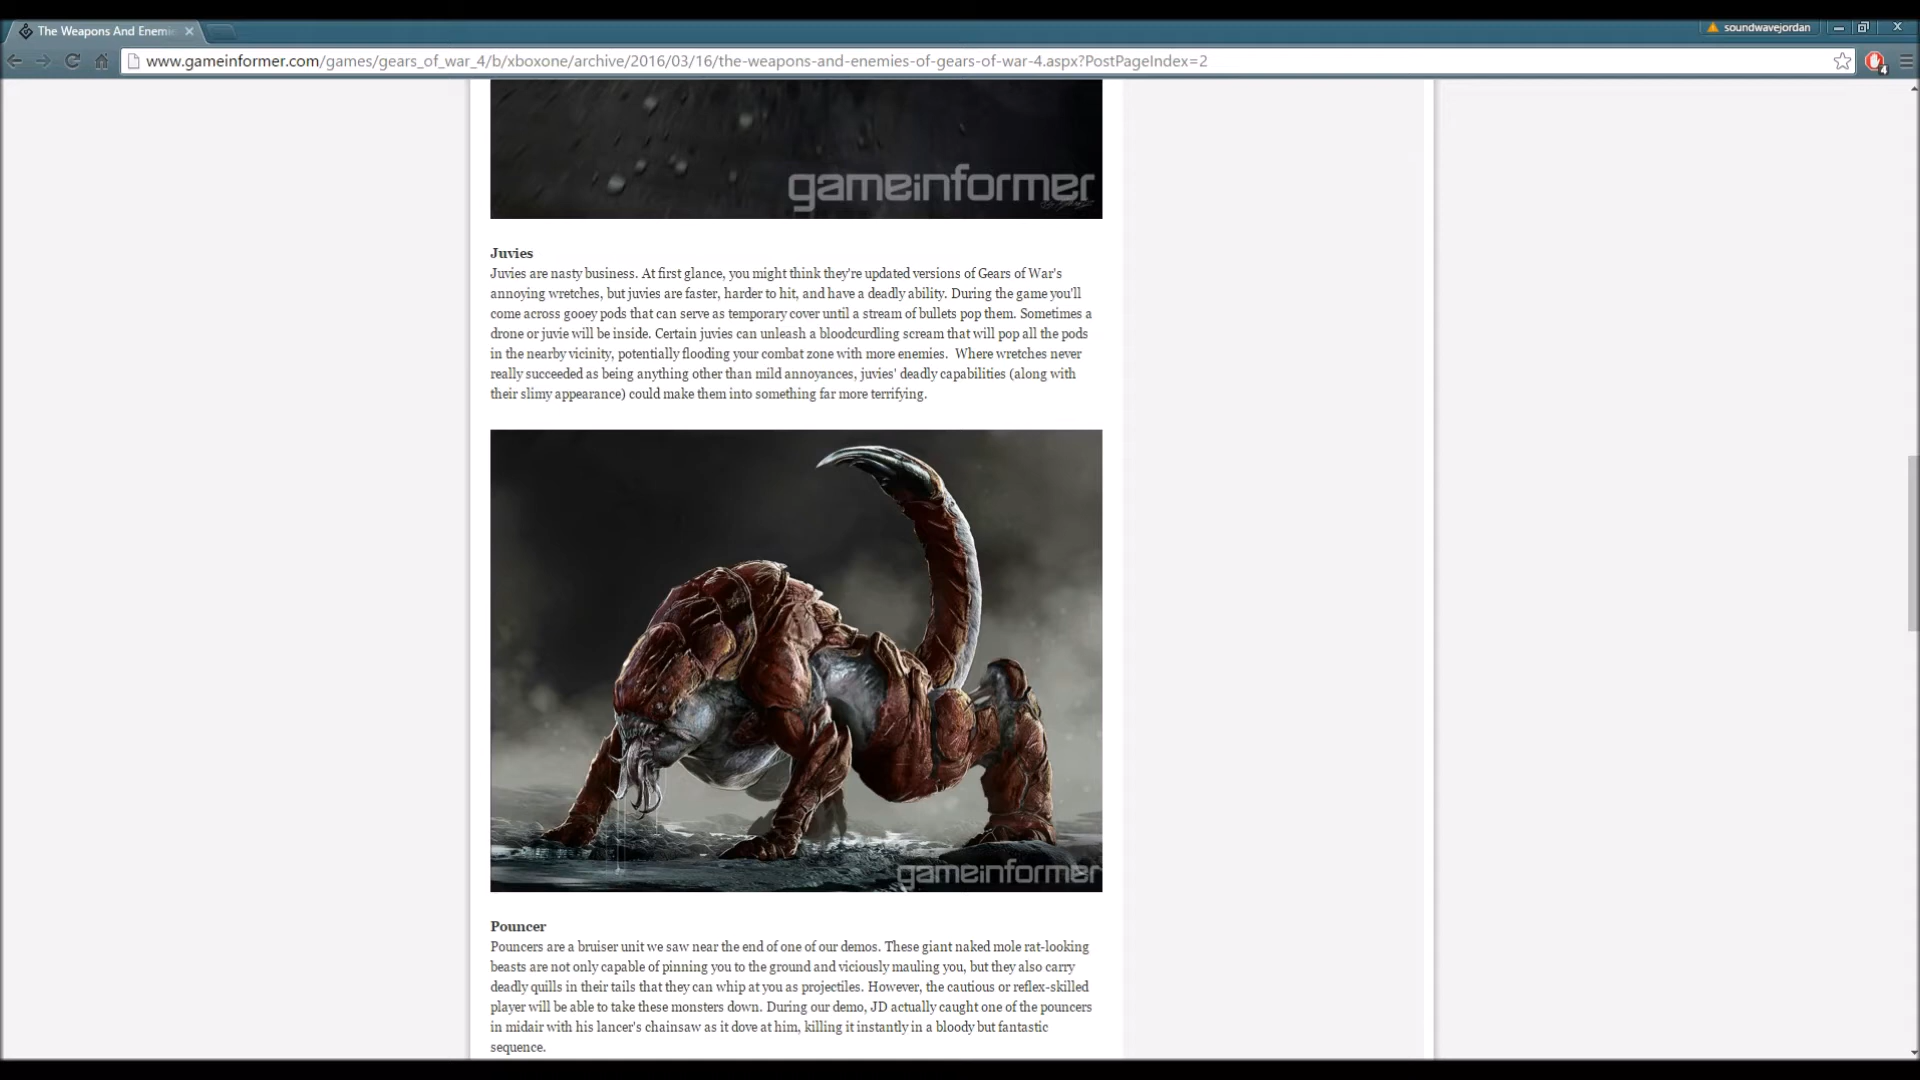 The Weapons And Enemi
soundwavejordan
www.gameinformer.com/games/gears_of_war_4/b/xboxone/archive/2016/03/16/the-weapons-and-enemies-of-gears-of-war-4.aspx?PostPageIndex=2
4
gameinformer
Juvies
Juvies are nasty business. At first glance, you might think they're updated versions of Gears of War's
annoying wretches, but juvies are faster, harder to hit, and have a deadly ability. During the game you'll
come across gooey pods that can serve as temporary cover until a stream of bullets pop them. Sometimes a
drone or juvie will be inside. Certain juvies can unleash a bloodcurdling scream that will pop all the pods
in the nearby vicinity, potentially flooding your combat zone with more enemies.  Where wretches never
really succeeded as being anything other than mild annoyances, juvies' deadly capabilities (along with
their slimy appearance) could make them into something far more terrifying.
gameinformer
Pouncer
Pouncers are a bruiser unit we saw near the end of one of our demos. These giant naked mole rat-looking
beasts are not only capable of pinning you to the ground and viciously mauling you, but they also carry
deadly quills in their tails that they can whip at you as projectiles. However, the cautious or reflex-skilled
player will be able to take these monsters down. During our demo, JD actually caught one of the pouncers
in midair with his lancer's chainsaw as it dove at him, killing it instantly in a bloody but fantastic
sequence.